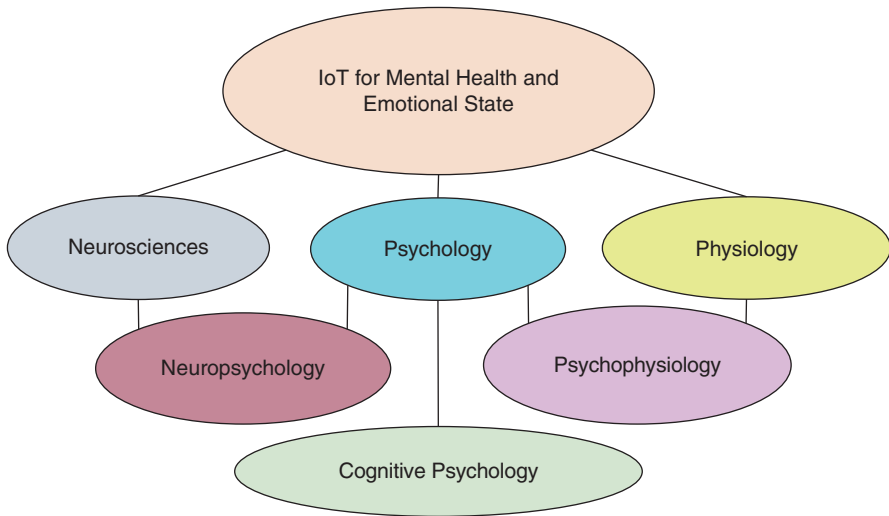 IoT for Mental Health and
Emotional State
Neurosciences
Psychology
Physiology
Neuropsychology
Psychophysiology
Cognitive Psychology